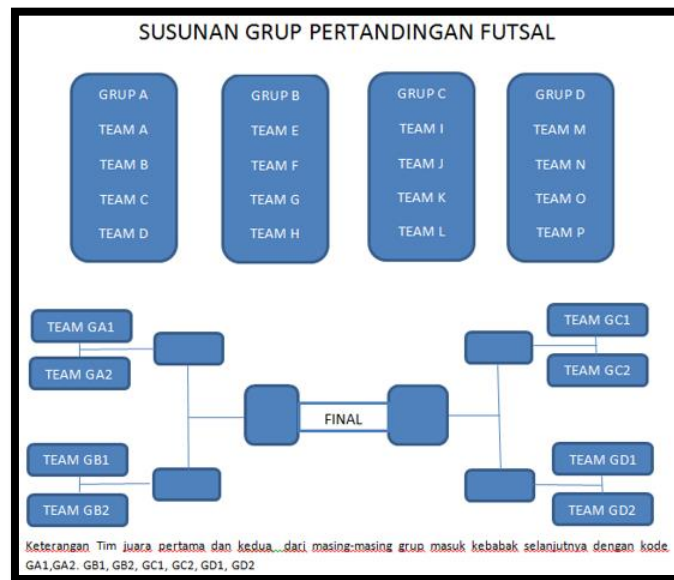 SUSUNAN GRUP PERTANDINGAN FUTSAL
GRUP A
TEAM A
TEAM B
TEAM C
TEAM D
GRUP B
TEAM E
TEAM F
TEAM G
TEAM H
GRUP C
TEAM I
TEAM J
TEAM K
TEAM L
GRUP D
TEAM M
TEAM N
TEAM O
TEAM P
TEAM GA1
TEAM GA2
TEAM GB1
TEAM GB2
FINAL
TEAM GC1
TEAM GC2
TEAM GD1
TEAM GD2
Keterangan Tim juara pertama dan kedua dari masing-masing grup masuk kebabak selanjutnya dengan kode
GA1,GA2. GB1, GB2, GC1, GC2, GD1, GD2